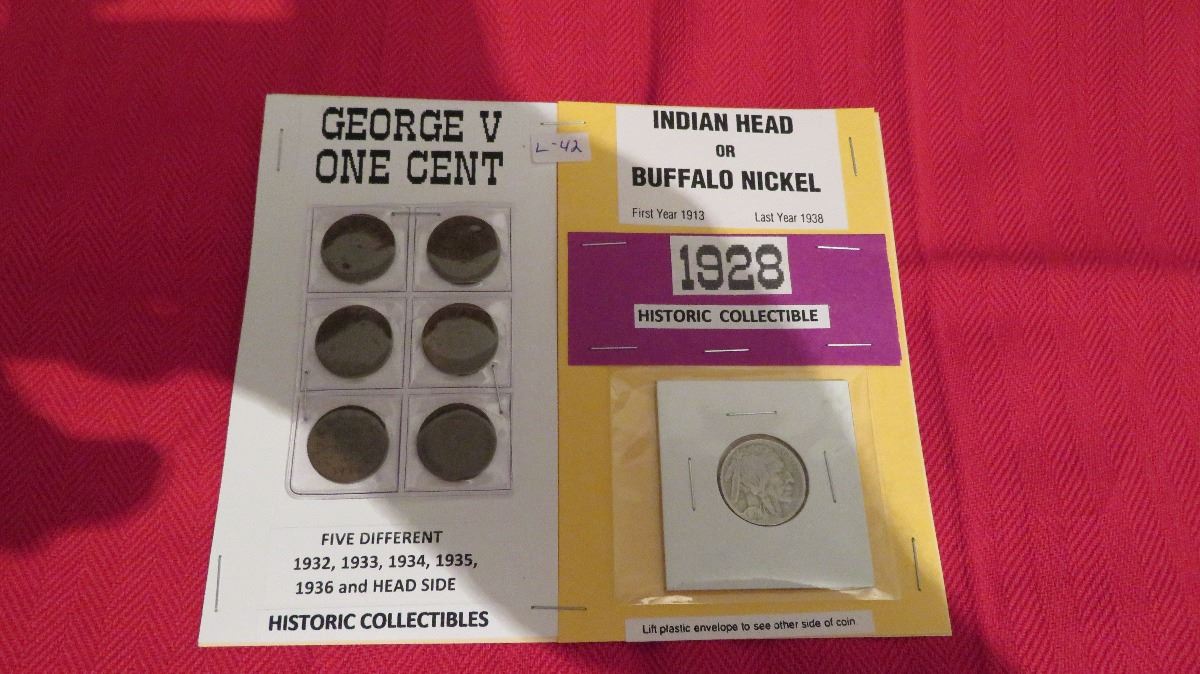 GEORGE V
ONE CENT
L-42
FIVE DIFFERENT
1932, 1933, 1934, 1935,
1936 and HEAD SIDE
HISTORIC COLLECTIBLES
INDIAN HEAD
OR
BUFFALO NICKEL
First Year 1913 Last Year 1938
1928
HISTORIC COLLECTIBLE
Lift plastic envelope to see other side of coin.